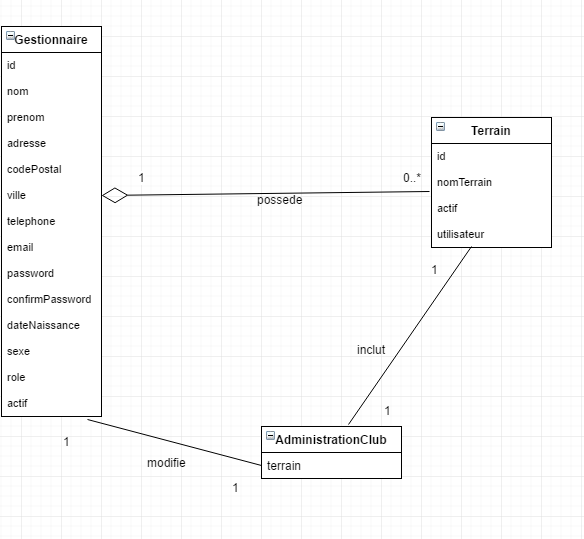 Gestionnaire
id
nom
prenom
adresse
codePostal
ville
telephone
email
password
confirmPassword
dateNaissance
sexe
role
actif
1
0..*
possede
Terrain
id
nomTerrain
actif
utilisateur
1
inclut
1
AdministrationClub
terrain
1
modifie
1